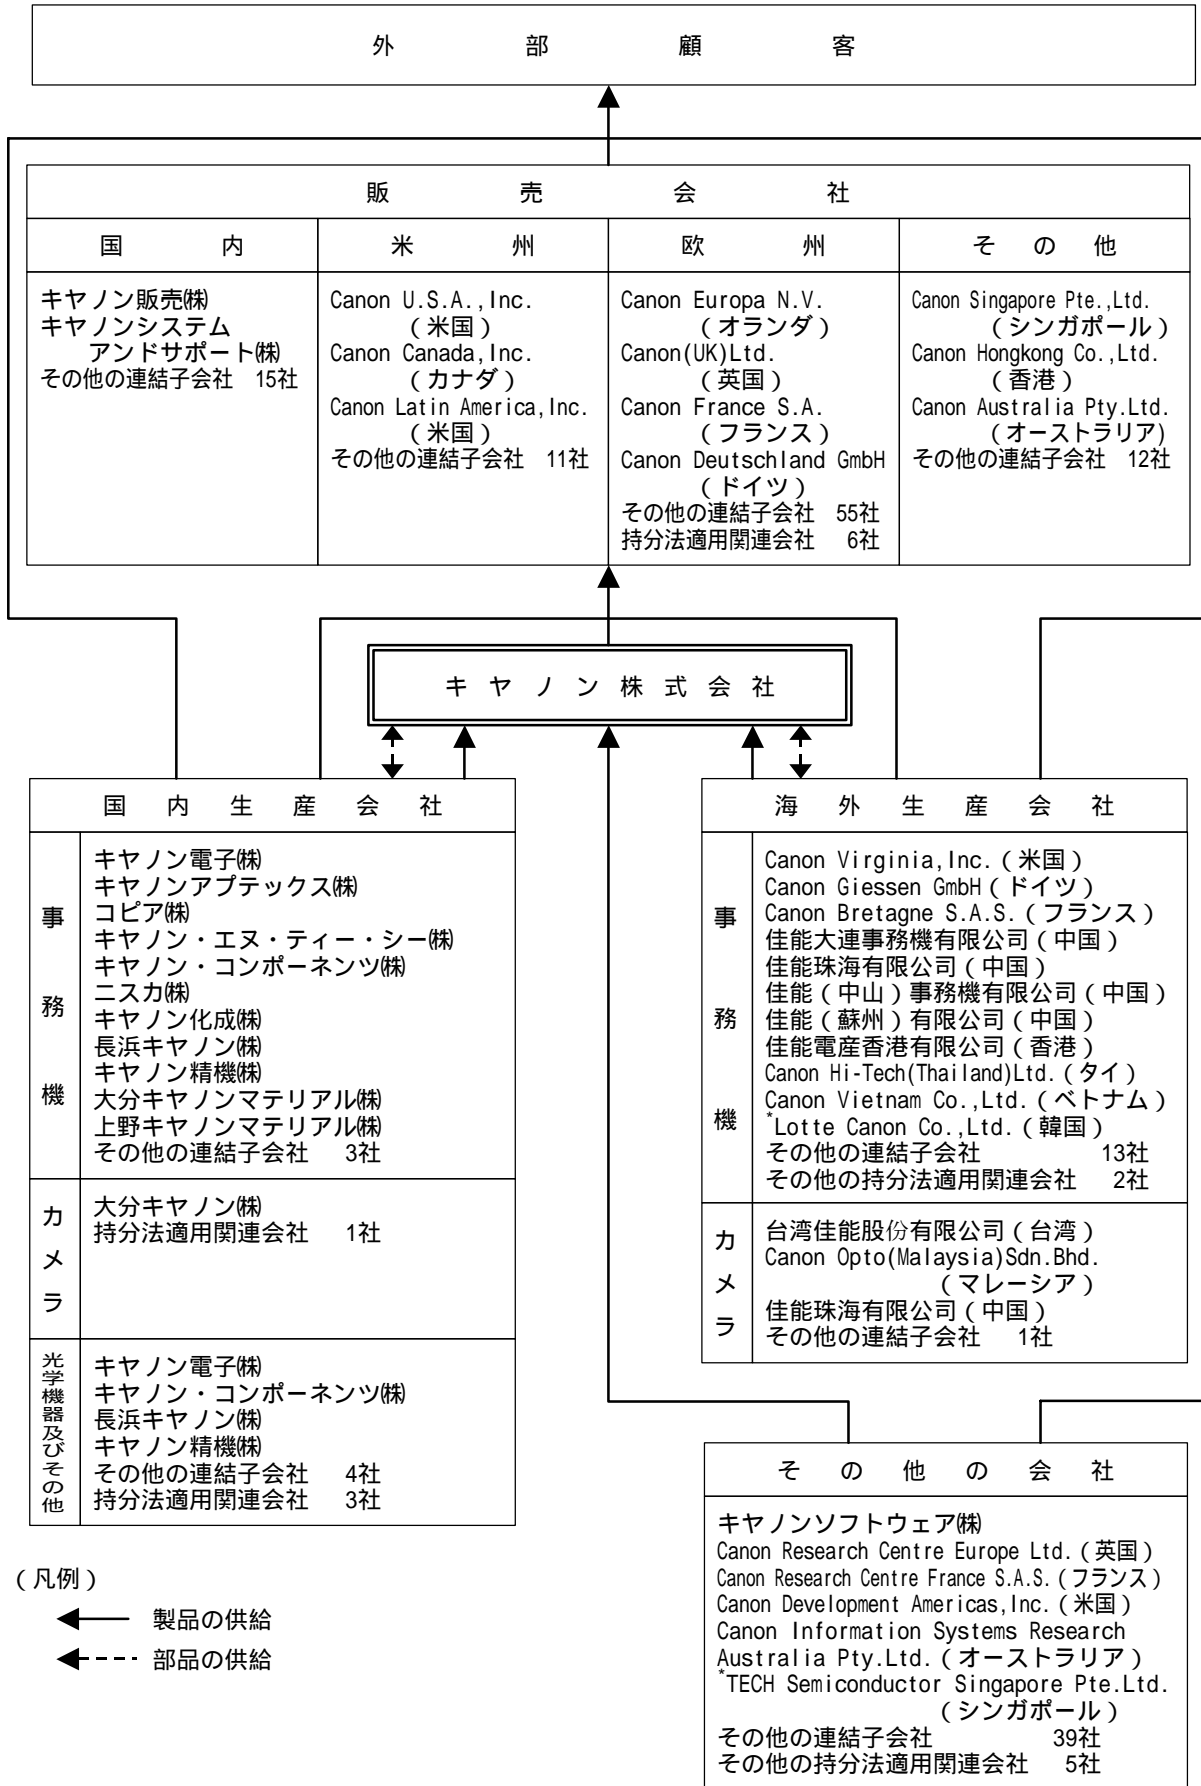 外部顧客
販売会社
国内
米州
欧州
その他
キヤノン販売㈱
キヤノンシステム
アンドサポート㈱
その他の連結子会社 15社
Canon U.S.A.,Inc.
(米国)
Canon Canada,Inc.
(カナダ)
Canon Latin America,Inc.
(米国)
その他の連結子会社 11社
Canon Europa N.V.
(オランダ)
Canon(UK)Ltd.
(英国)
Canon France S.A.
(フランス)
Canon Deutschland GmbH
(ドイツ)
その他の連結子会社 55社
持分法適用関連会社 6社
Canon Singapore Pte.,Ltd.
(シンガポール)
Canon Hongkong Co.,Ltd.
(香港)
Canon Australia Pty.Ltd.
(オーストラリア)
その他の連結子会社 12社
キヤノン株式会社
国内生産会社
事務機
キヤノン電子㈱
キヤノンアプテックス㈱
コピア㈱
キヤノン・エヌ・ティー・シー㈱
キヤノン・コンポーネンツ㈱
ニスカ㈱
キヤノン化成㈱
長浜キヤノン㈱
キヤノン精機㈱
大分キヤノンマテリアル㈱
上野キヤノンマテリアル㈱
その他の連結子会社 3社
カメラ
大分キヤノン㈱
持分法適用関連会社 1社
光学機器及びその他
キヤノン電子㈱
キヤノン・コンポーネンツ㈱
長浜キヤノン㈱
キヤノン精機㈱
その他の連結子会社 4社
持分法適用関連会社 3社
海外生産会社
事務機
Canon Virginia,Inc.(米国)
Canon Giessen GmbH(ドイツ)
Canon Bretagne S.A.S.(フランス)
佳能大連事務機有限公司(中国)
佳能珠海有限公司(中国)
佳能(中山)事務機有限公司(中国)
佳能(蘇州)有限公司(中国)
佳能電産香港有限公司(香港)
Canon Hi-Tech(Thailand)Ltd.(タイ)
Canon Vietnam Co.,Ltd.(ベトナム)
*Lotte Canon Co.,Ltd.(韓国)
その他の連結子会社 13社
その他の持分法適用関連会社 2社
カメラ
台湾佳能股份有限公司(台湾)
Canon Opto(Malaysia)Sdn.Bhd.
(マレーシア)
佳能珠海有限公司(中国)
その他の連結子会社 1社
その他の会社
キヤノンソフトウェア㈱
Canon Research Centre Europe Ltd.(英国)
Canon Research Centre France S.A.S.(フランス)
Canon Development Americas,Inc.(米国)
Canon Information Systems Research
Australia Pty.Ltd.(オーストラリア)
*TECH Semiconductor Singapore Pte.Ltd.
(シンガポール)
その他の連結子会社 39社
その他の持分法適用関連会社 5社
(凡例)
製品の供給
部品の供給